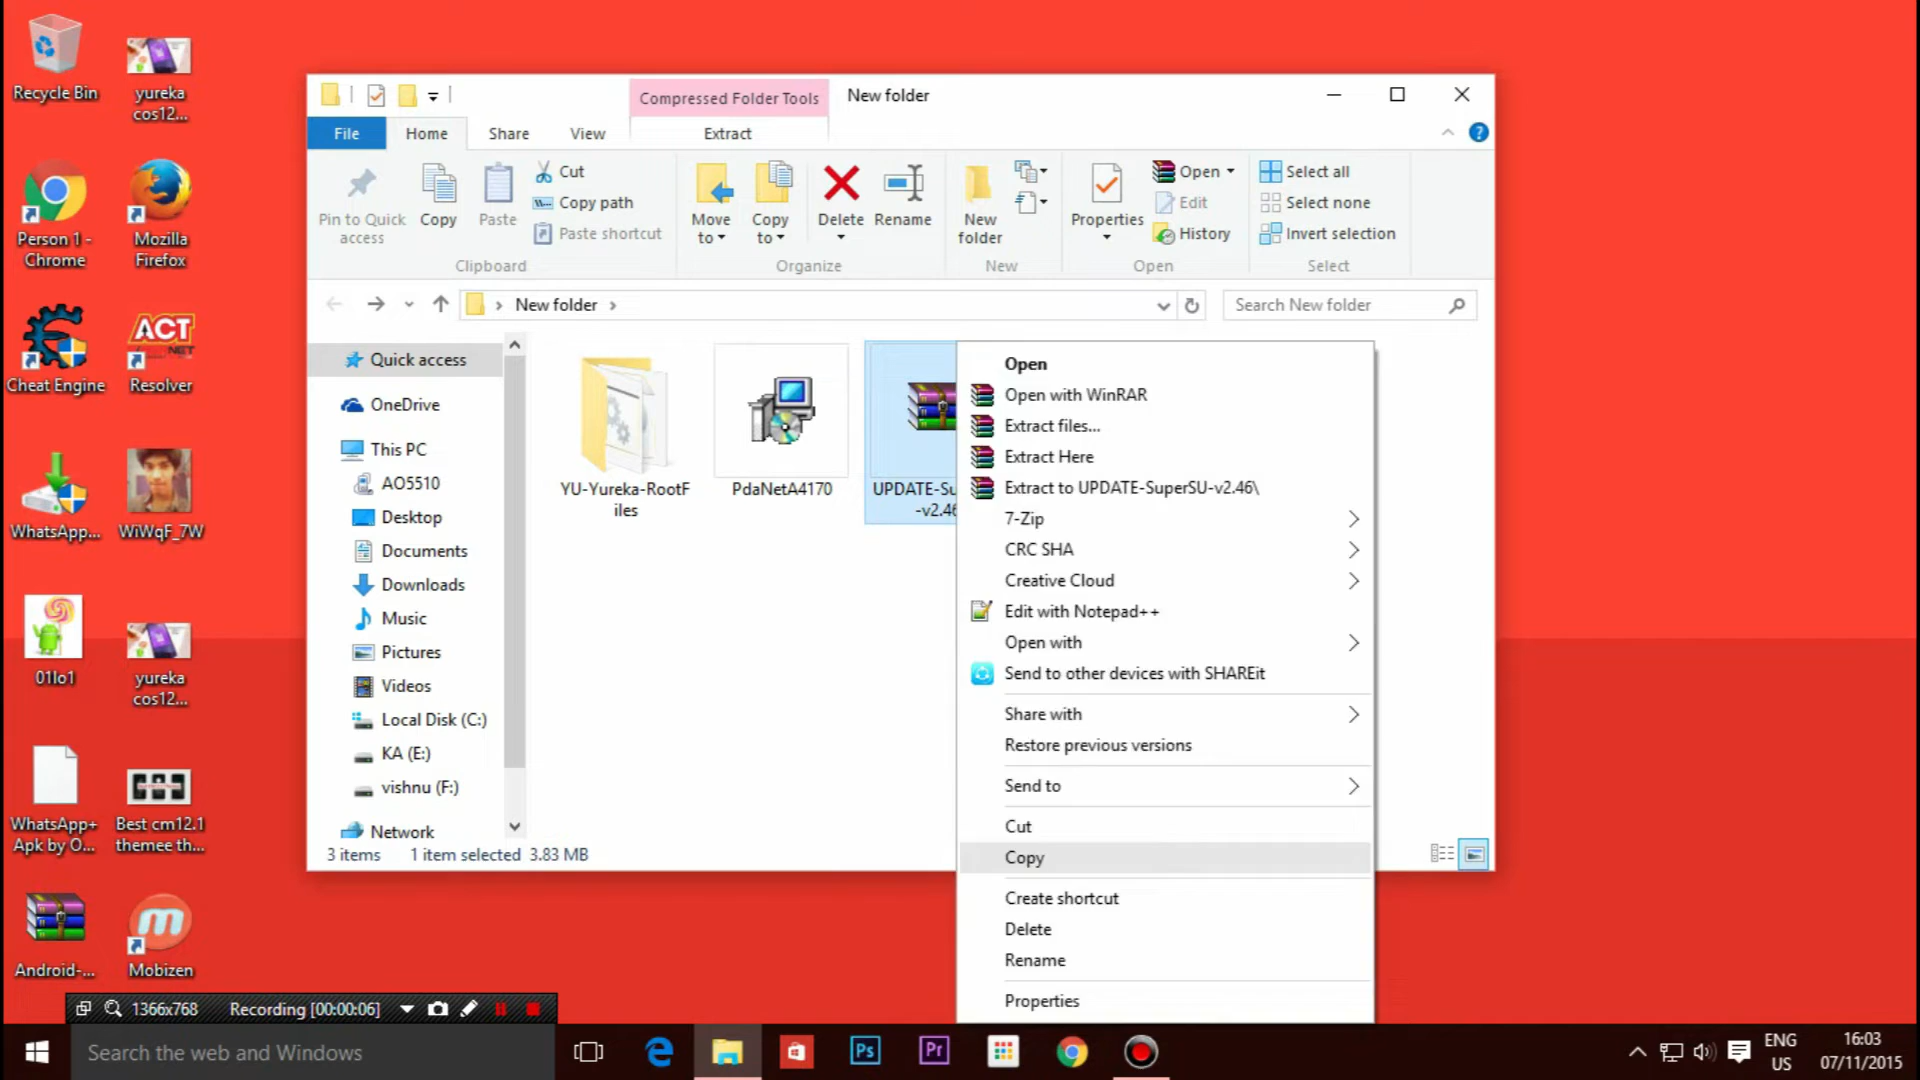 Recycle Bin
yureka
cos12...
Person 1 -
Chrome
Mozilla
Firefox
Cheat Engine
ACT
Resolver
WhatsApp...
WiWqF_7W
01lo1
yureka
cos12...
WhatsApp+
Apk by O...
Best cm12.1
themee th...
Android-...
Mobizen
Compressed Folder Tools
New folder
File
Home
Share
View
Extract
Pin to Quick
access
Copy
Paste
Cut
Copy path
Paste shortcut
Clipboard
Move
to
Copy
to
Delete
Rename
Organize
New
folder
New
Properties
Open
Edit
History
Open
Select all
Select none
Invert selection
Select
New folder
Search New folder
Quick access
OneDrive
This PC
AO5510
Desktop
Documents
Downloads
Music
Pictures
Videos
Local Disk (C:)
KA (E:)
vishnu (F:)
Network
YU-Yureka-RootF
iles
PdaNetA4170
UPDATE-Su
-v2.46
Open
Open with WinRAR
Extract files...
Extract Here
Extract to UPDATE-SuperSU-v2.46\
7-Zip
CRC SHA
Creative Cloud
Edit with Notepad++
Open with
Send to other devices with SHAREit
Share with
Restore previous versions
Send to
Cut
Copy
Create shortcut
Delete
Rename
Properties
3 items
1 item selected 3.83 MB
1366x768
Recording [00:00:06]
Search the web and Windows
Ps
Pr
ENG
US
16:03
07/11/2015